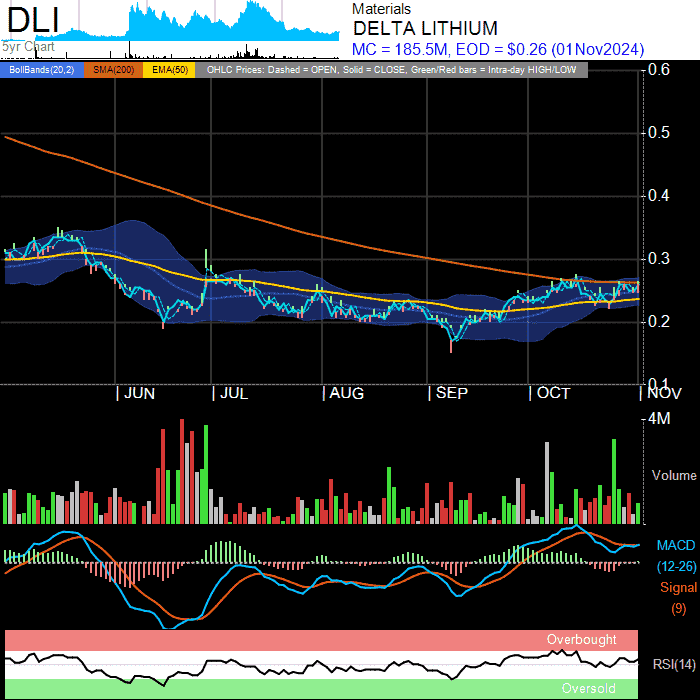 DLI
5yr Chart
Materials
DELTA LITHIUM
MC = 185.5M, EOD = $0.26 (01Nov2024)
BollBands(20,2) SMA(200) EMA(50) OHLC Prices: Dashed = OPEN, Solid = CLOSE, Green/Red bars = Intra-day HIGH/LOW
0.6
0.5
0.4
0.3
0.2
0.1
| JUN | JUL | AUG | SEP | OCT | NOV
4M
Volume
MACD
(12-26)
Signal
(9)
Overbought
RSI(14)
Oversold